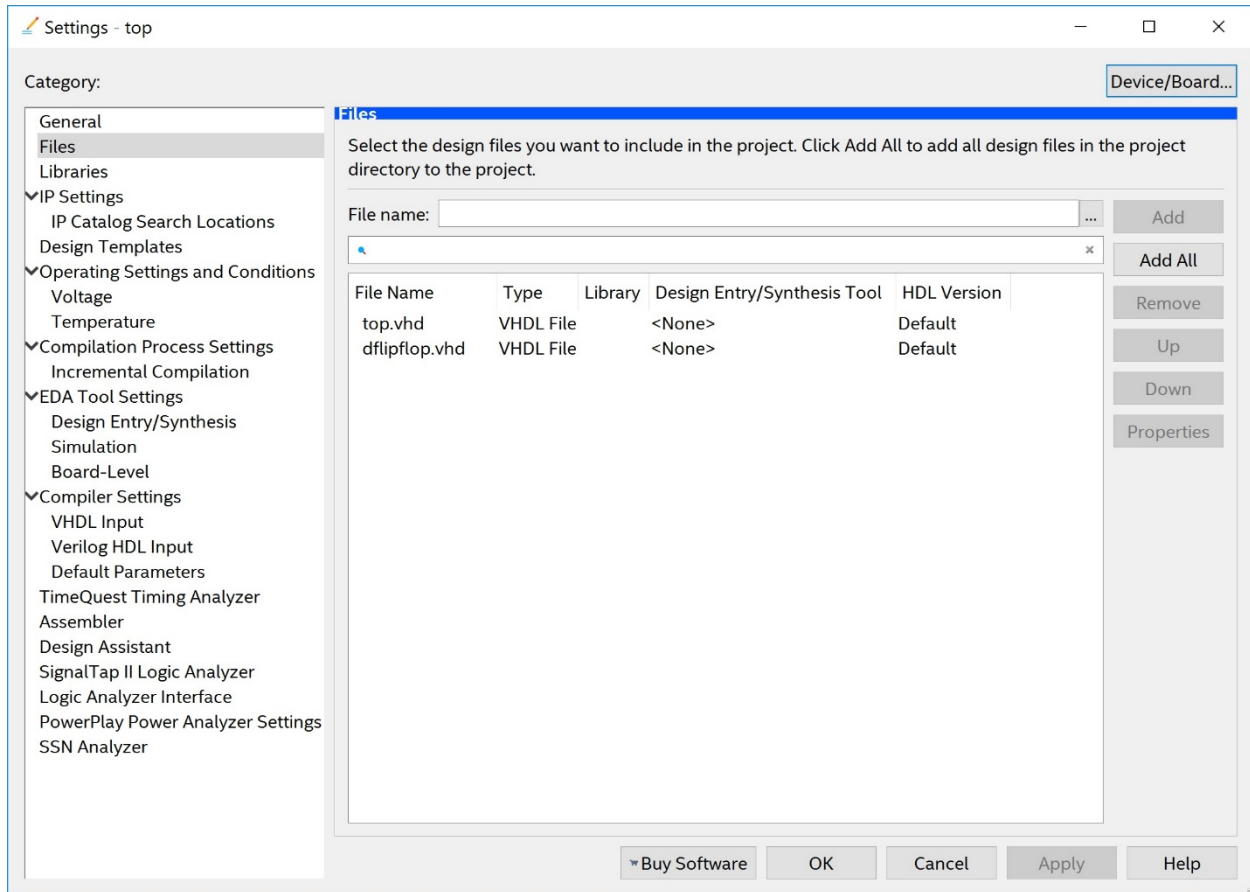 Settings - top
Category:
Device/Board...
General
Files
Libraries
IP Settings
IP Catalog Search Locations
Design Templates
Operating Settings and Conditions
Voltage
Temperature
Compilation Process Settings
Incremental Compilation
EDA Tool Settings
Design Entry/Synthesis
Simulation
Board-Level
Compiler Settings
VHDL Input
Verilog HDL Input
Default Parameters
TimeQuest Timing Analyzer
Assembler
Design Assistant
SignalTap II Logic Analyzer
Logic Analyzer Interface
PowerPlay Power Analyzer Settings
SSN Analyzer
Files
Select the design files you want to include in the project. Click Add All to add all design files in the project
directory to the project.
File name: ... Add
Add All
File Name Type Library Design Entry/Synthesis Tool HDL Version
top.vhd VHDL File <None> Default
dflipflop.vhd VHDL File <None> Default
Remove
Up
Down
Properties
Buy Software OK Cancel Apply Help